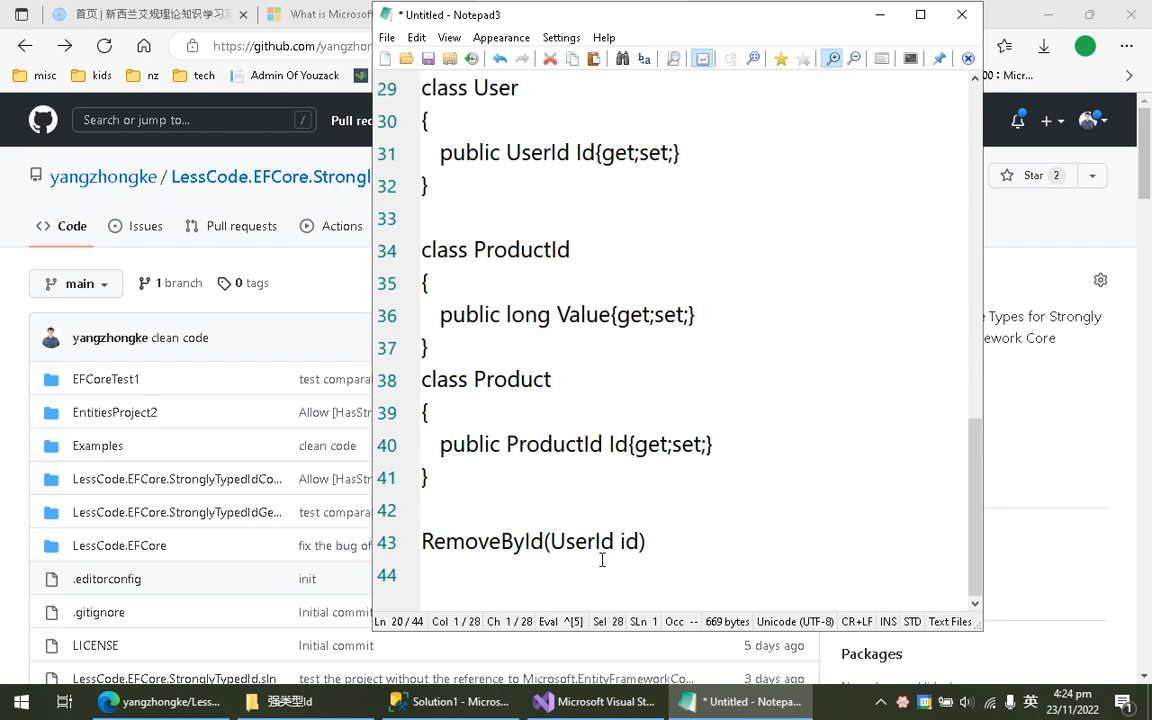 首页 | 新西兰交规理论知识学习及
What is Microsof
* Untitled - Notepad3
https://github.com/yangzhon
misc
kids
nz
tech
Admin Of Youzack
00 : Micr...
File Edit View Appearance Settings Help
Search or jump to...
/
Pull rec
yangzhongke / LessCode.EFCore.Strongl
Star 2
Code
Issues
Pull requests
Actions
main
1 branch
0 tags
yangzhongke clean code
EFCoreTest1
test compara
EntitiesProject2
Allow [HasStr
Examples
clean code
LessCode.EFCore.StronglyTypedIdCo...
Allow [HasStr
LessCode.EFCore.StronglyTypedIdGe...
test compara
LessCode.EFCore
fix the bug of
.editorconfig
init
.gitignore
Initial commit
LICENSE
Initial commit
5 days ago
LessCode.EFCore.StronglyTypedId.sln
test the project without the reference to Microsoft.EntityFrameworkCo...
3 days ago
29 class User
30 {
31 public UserId Id{get;set;}
32 }
33
34 class ProductId
35 {
36 public long Value{get;set;}
37 }
38 class Product
39 {
40 public ProductId Id{get;set;}
41 }
42
43 RemoveById(UserId id)
44
Ln 20 / 44 Col 1 / 28 Ch 1 / 28 Eval ^[5] Sel 28 SLn 1 Occ -- 669 bytes Unicode (UTF-8) CR+LF INS STD Text Files
Types for Strongly
ework Core
Packages
yangzhongke/Less...
强类型Id
Solution1 - Micros...
Microsoft Visual St...
* Untitled - Notepa...
英
4:24 pm
23/11/2022
1